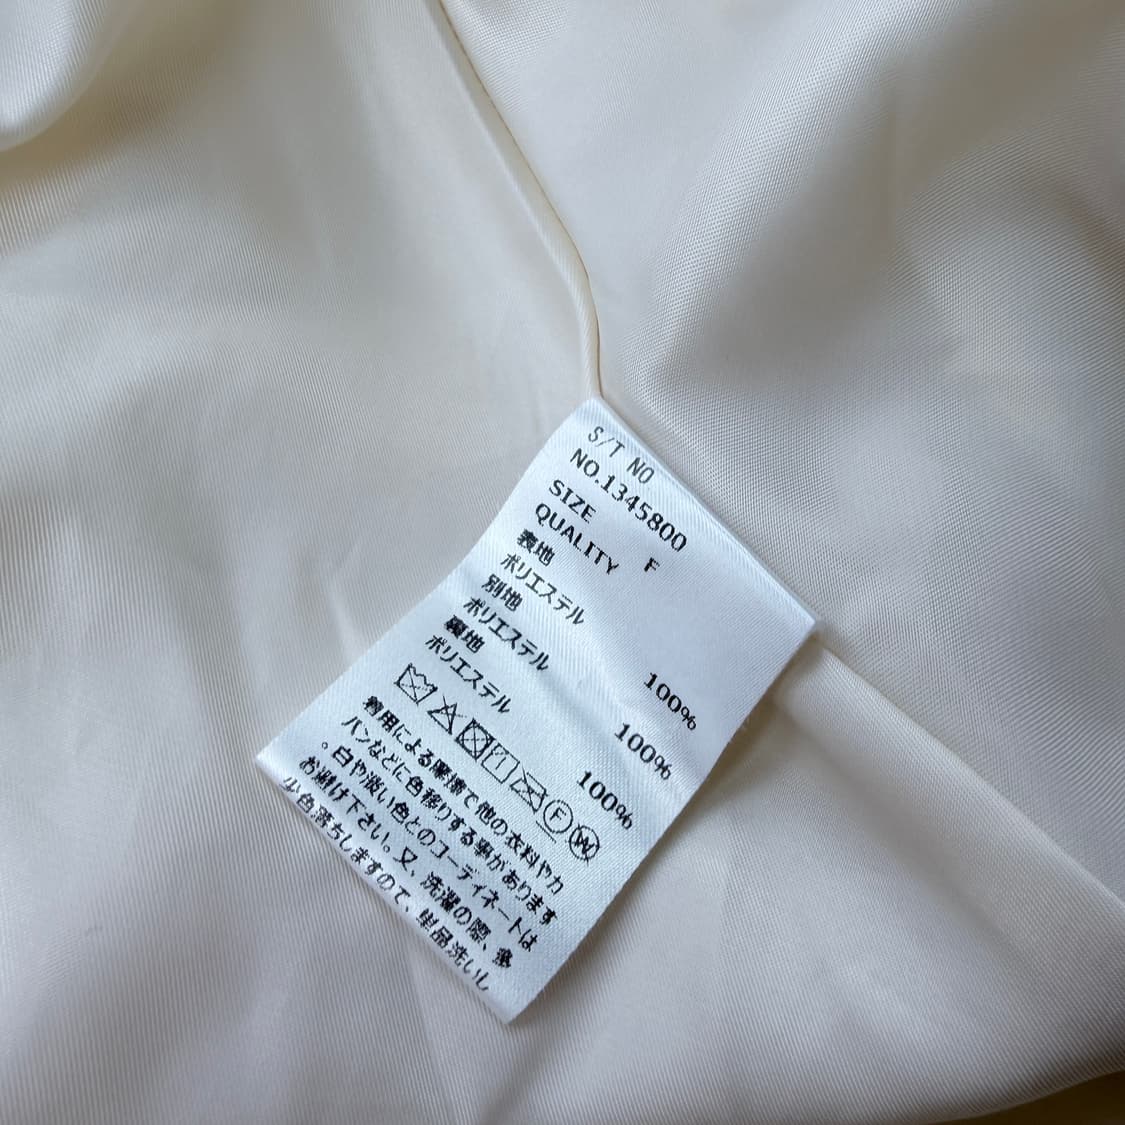 S/T NO
NO.1345800
SIZE F
QUALITY
表地
ポリエステル 100%
別地
ポリエステル 100%
裏地
ポリエステル 100%
F W
着用による摩擦で他の衣料やカ
バンなどに色移りする事があります
。白や淡い色とのコーディネートは
お避け下さい。又、洗濯の際、多
少色落ちしますので、単品洗いし